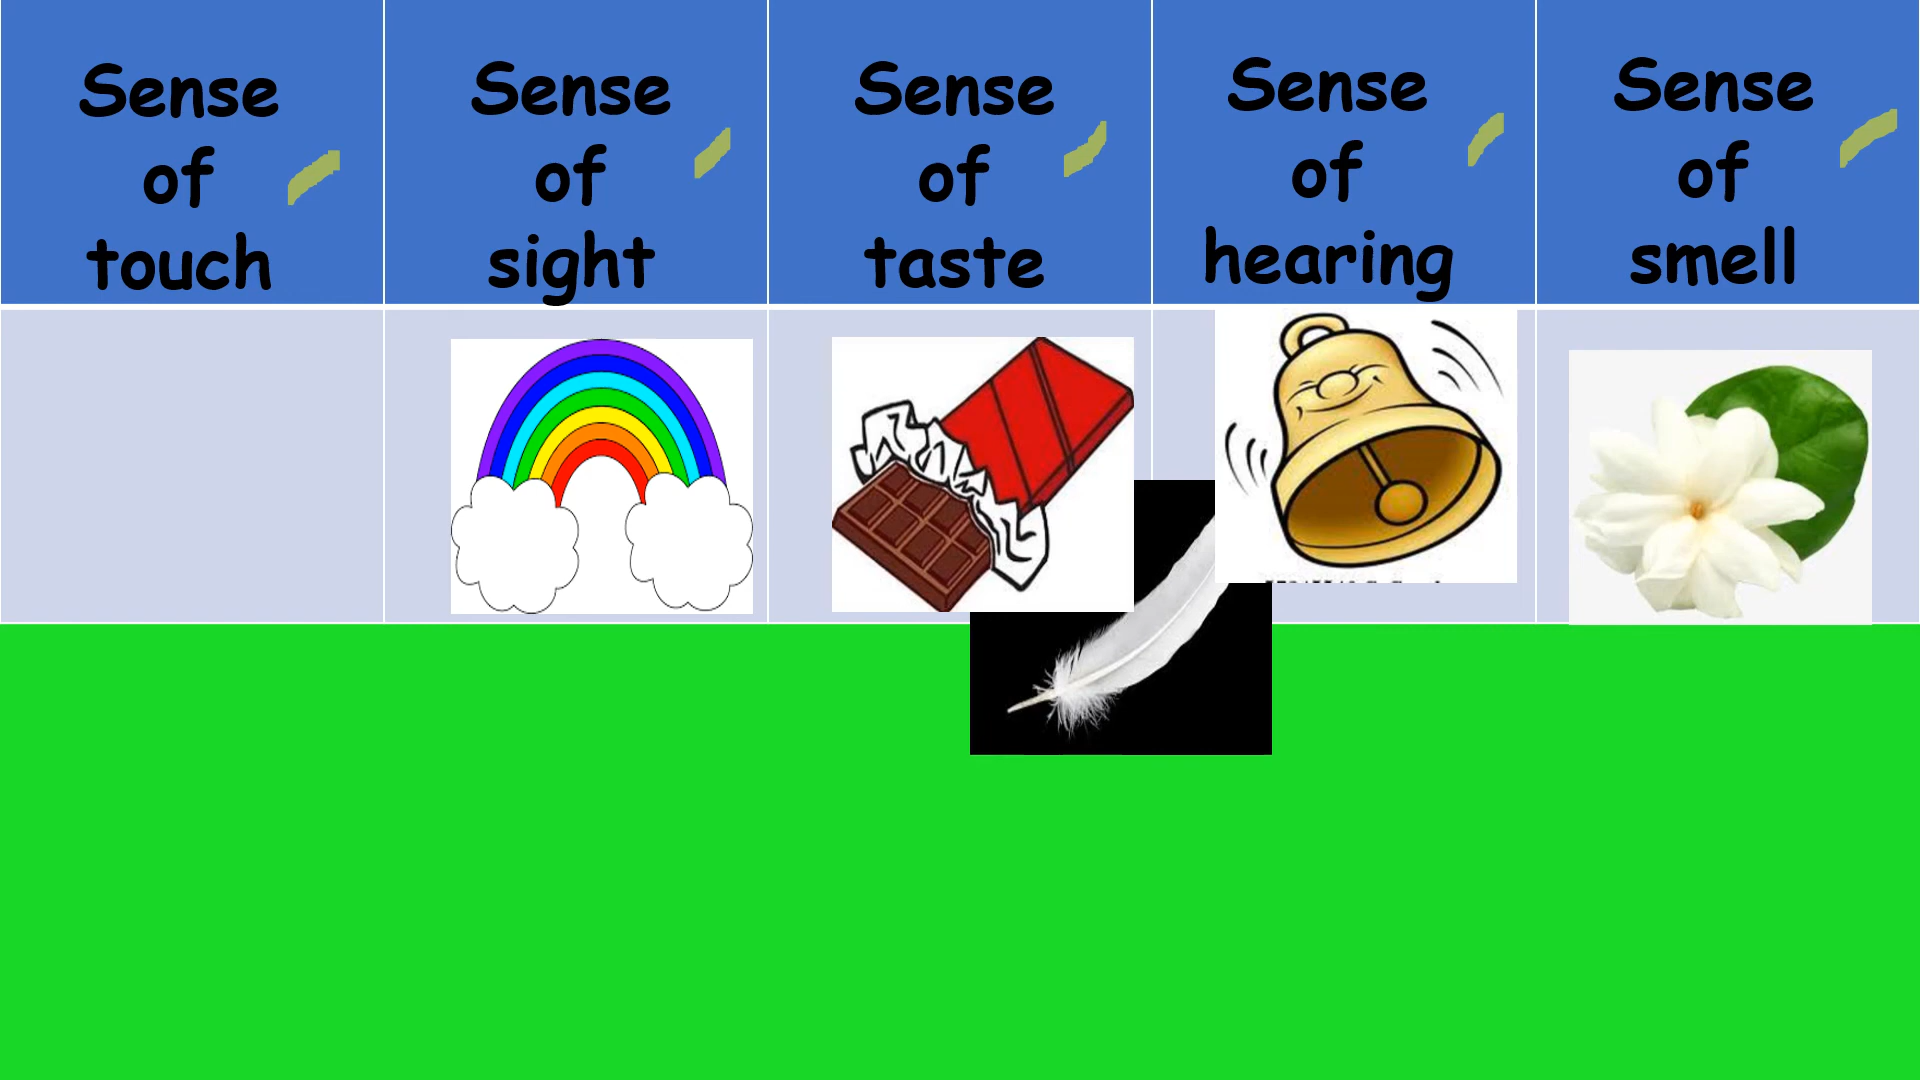 Sense
of
touch
Sense
of
sight
Sense
of
taste
Sense
of
hearing
Sense
of
smell